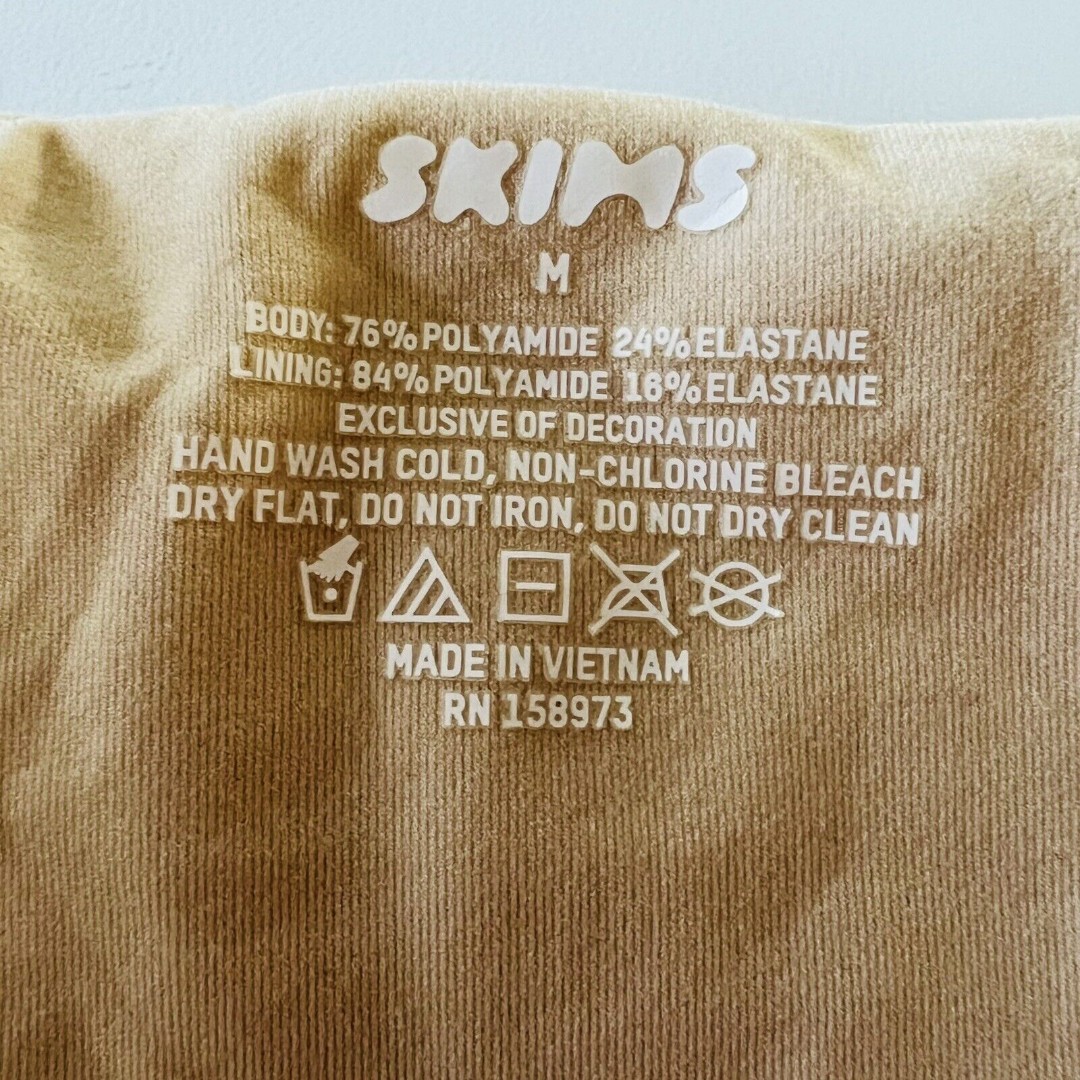 SKIMS
M
BODY: 76% POLYAMIDE 24% ELASTANE
LINING: 84% POLYAMIDE 16% ELASTANE
EXCLUSIVE OF DECORATION
HAND WASH COLD, NON-CHLORINE BLEACH
DRY FLAT, DO NOT IRON, DO NOT DRY CLEAN
MADE IN VIETNAM
RN 158973